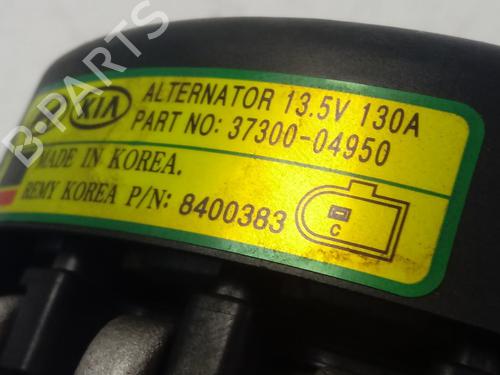 B-PARTS
KIA ALTERNATOR 13.5V 130A
PART NO: 37300-04950
MADE IN KOREA.
REMY KOREA P/N: 8400383
C